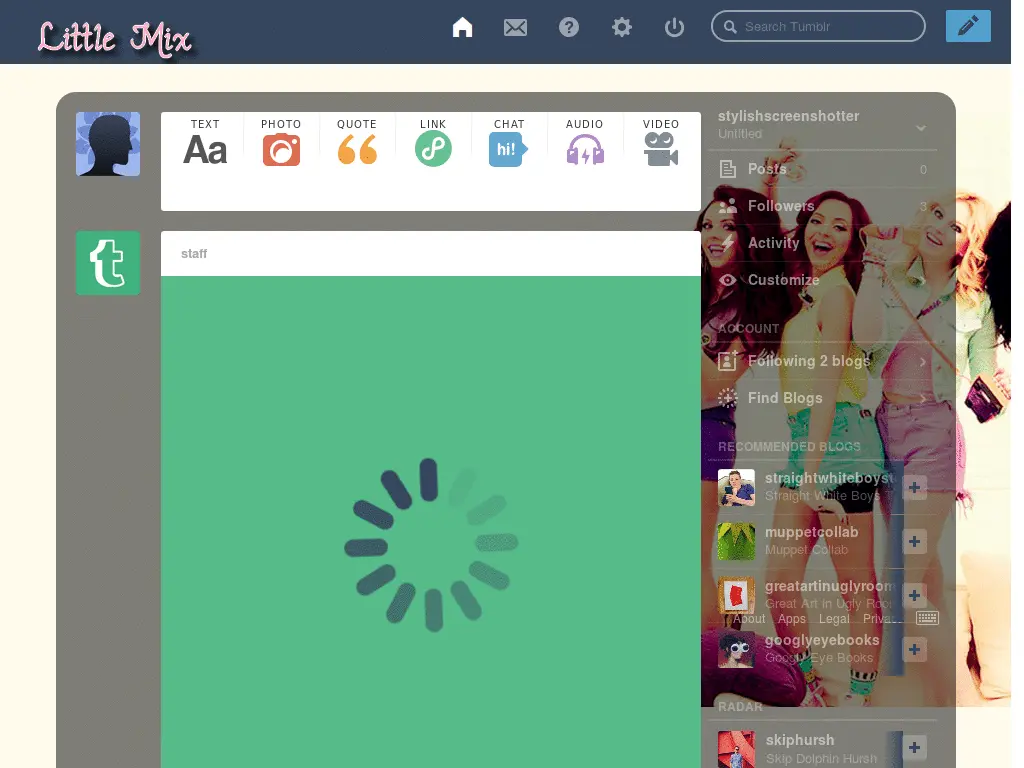 Little Mix
Search Tumblr
TEXT
Aa
PHOTO
QUOTE
LINK
CHAT
hi!
AUDIO
VIDEO
staff
stylishscreenshotter
Untitled
Posts 0
Followers 3
Activity
Customize
ACCOUNT
Following 2 blogs
Find Blogs
RECOMMENDED BLOGS
straightwhiteboyst
Straight White Boys T
muppetcollab
Muppet Collab
greatartinuglyroom
Great Art in Ugly Roo
About Apps Legal Priva
googlyeyebooks
Googly Eye Books
RADAR
skiphursh
Skip Dolphin Hursh